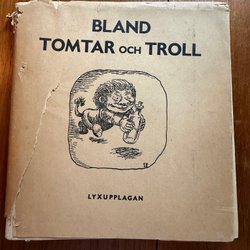 BLAND
TOMTAR OCH TROLL
LYXUPPLAGAN